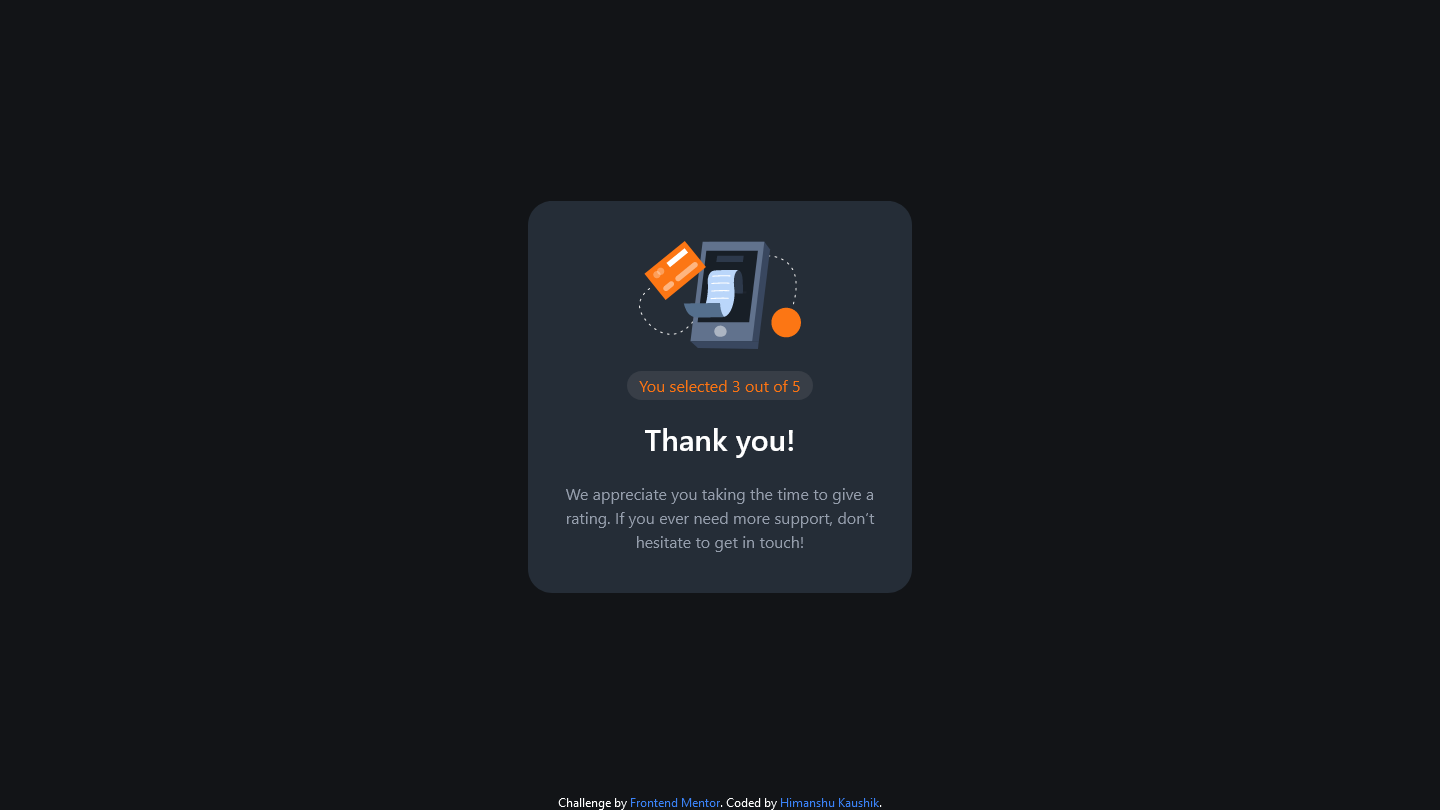 You selected 3 out of 5
Thank you!
We appreciate you taking the time to give a
rating. If you ever need more support, don’t
hesitate to get in touch!
Challenge by Frontend Mentor. Coded by Himanshu Kaushik.